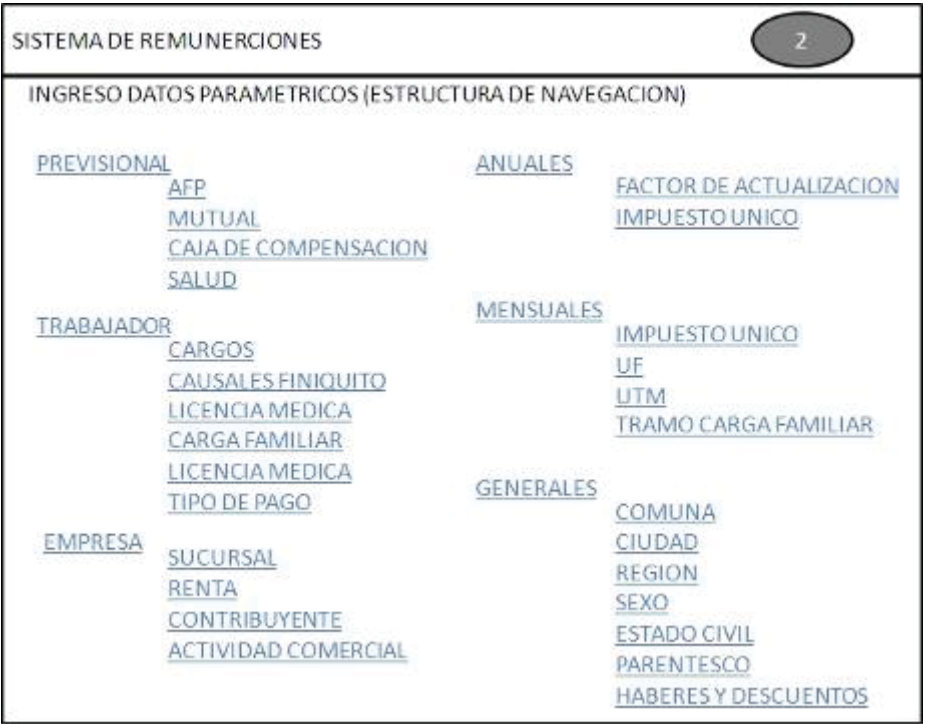 SISTEMA DE REMUNERCIONES
2
INGRESO DATOS PARAMETRICOS (ESTRUCTURA DE NAVEGACION)
PREVISIONAL
AFP
MUTUAL
CAJA DE COMPENSACION
SALUD
TRABAJADOR
CARGOS
CAUSALES FINIQUITO
LICENCIA MEDICA
CARGA FAMILIAR
LICENCIA MEDICA
TIPO DE PAGO
EMPRESA
SUCURSAL
RENTA
CONTRIBUYENTE
ACTIVIDAD COMERCIAL
ANUALES
FACTOR DE ACTUALIZACION
IMPUESTO UNICO
MENSUALES
IMPUESTO UNICO
UF
UTM
TRAMO CARGA FAMILIAR
GENERALES
COMUNA
CIUDAD
REGION
SEXO
ESTADO CIVIL
PARENTESCO
HABERES Y DESCUENTOS